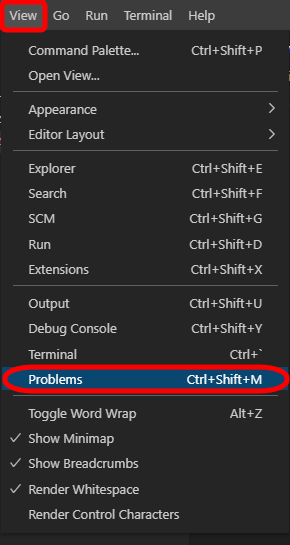 View Go Run Terminal Help
Command Palette... Ctrl+Shift+P
Open View...
Appearance
Editor Layout
Explorer Ctrl+Shift+E
Search Ctrl+Shift+F
SCM Ctrl+Shift+G
Run Ctrl+Shift+D
Extensions Ctrl+Shift+X
Output Ctrl+Shift+U
Debug Console Ctrl+Shift+Y
Terminal Ctrl+`
Problems Ctrl+Shift+M
Toggle Word Wrap Alt+Z
Show Minimap
Show Breadcrumbs
Render Whitespace
Render Control Characters